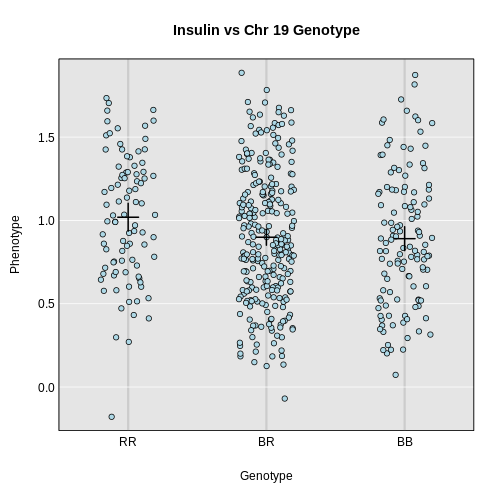 Insulin vs Chr 19 Genotype
Phenotype
1.5
1.0
0.5
0.0
RR BR BB
Genotype